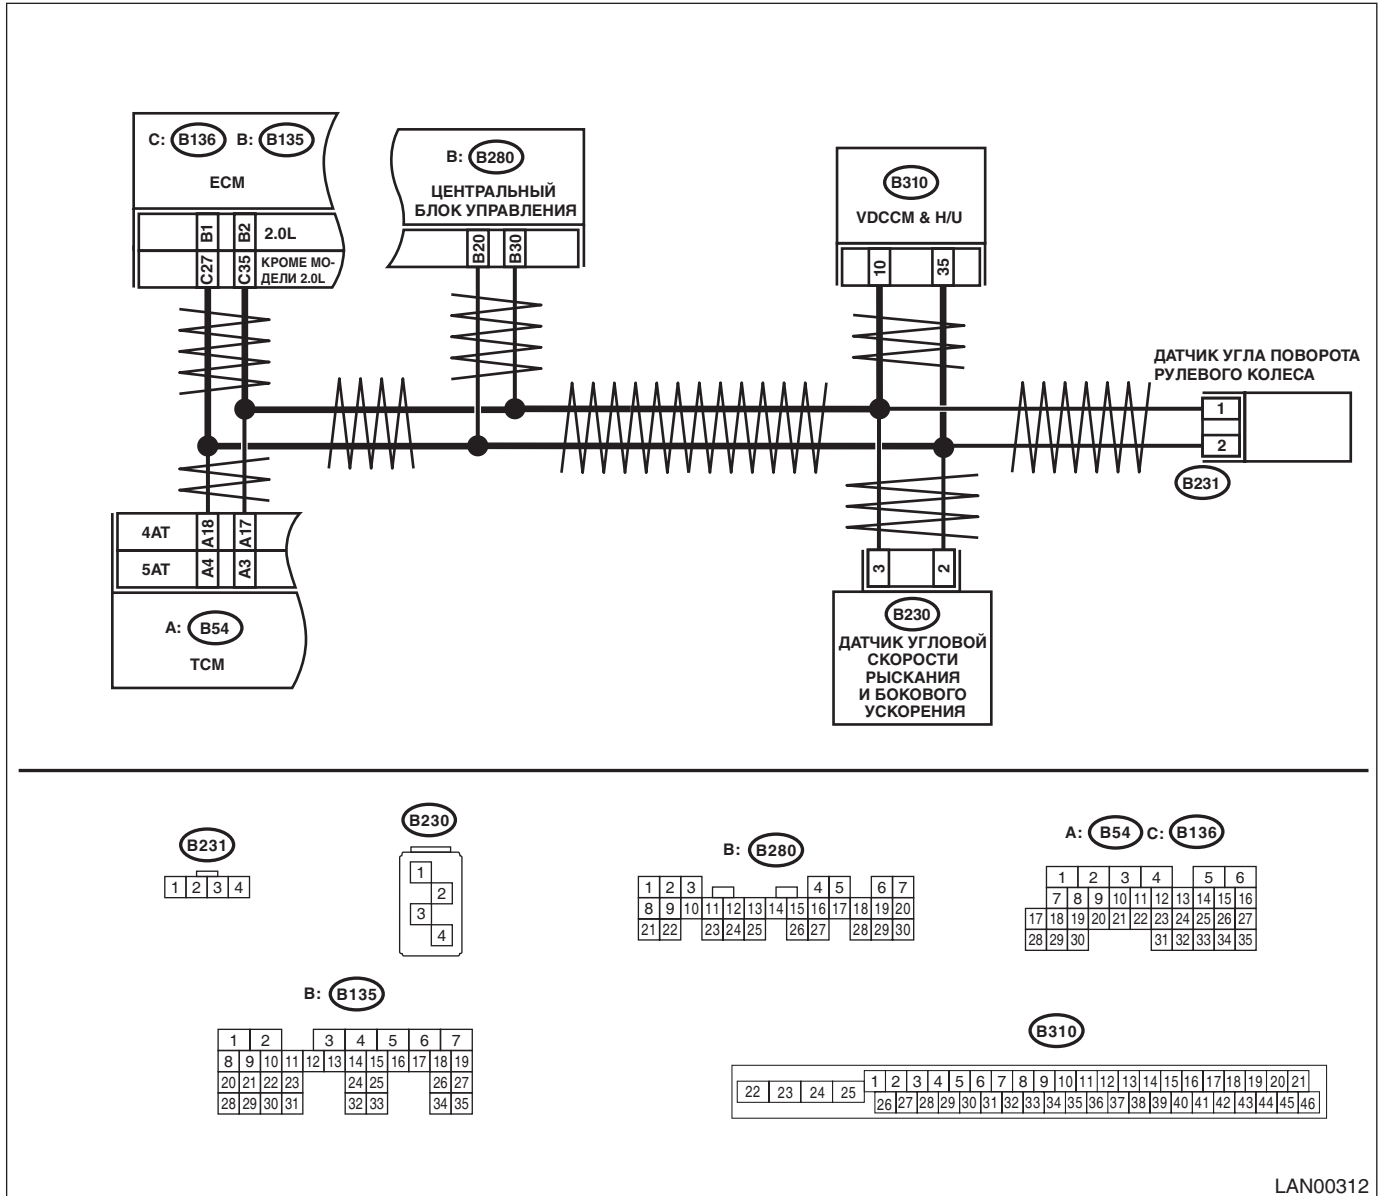 C: B136 B: B135
ECM
B1 B2 2.0L
C27 C35 КРОМЕ МО-
ДЕЛИ 2.0L
B: B280
ЦЕНТРАЛЬНЫЙ
БЛОК УПРАВЛЕНИЯ
B20 B30
B310
VDCCM & H/U
10 35
ДАТЧИК УГЛА ПОВОРОТА
РУЛЕВОГО КОЛЕСА
1
2
B231
4AT A18 A17
5AT A4 A3
A: B54
TCM
3 2
B230
ДАТЧИК УГЛОВОЙ
СКОРОСТИ
РЫСКАНИЯ
И БОКОВОГО
УСКОРЕНИЯ
B231
1 2 3 4
B230
1
2
3
4
B: B280
1 2 3 4 5 6 7
8 9 10 11 12 13 14 15 16 17 18 19 20
21 22 23 24 25 26 27 28 29 30
A: B54 C: B136
1 2 3 4 5 6
7 8 9 10 11 12 13 14 15 16
17 18 19 20 21 22 23 24 25 26 27
28 29 30 31 32 33 34 35
B: B135
1 2 3 4 5 6 7
8 9 10 11 12 13 14 15 16 17 18 19
20 21 22 23 24 25 26 27
28 29 30 31 32 33 34 35
B310
22 23 24 25 1 2 3 4 5 6 7 8 9 10 11 12 13 14 15 16 17 18 19 20 21
26 27 28 29 30 31 32 33 34 35 36 37 38 39 40 41 42 43 44 45 46
LAN00312